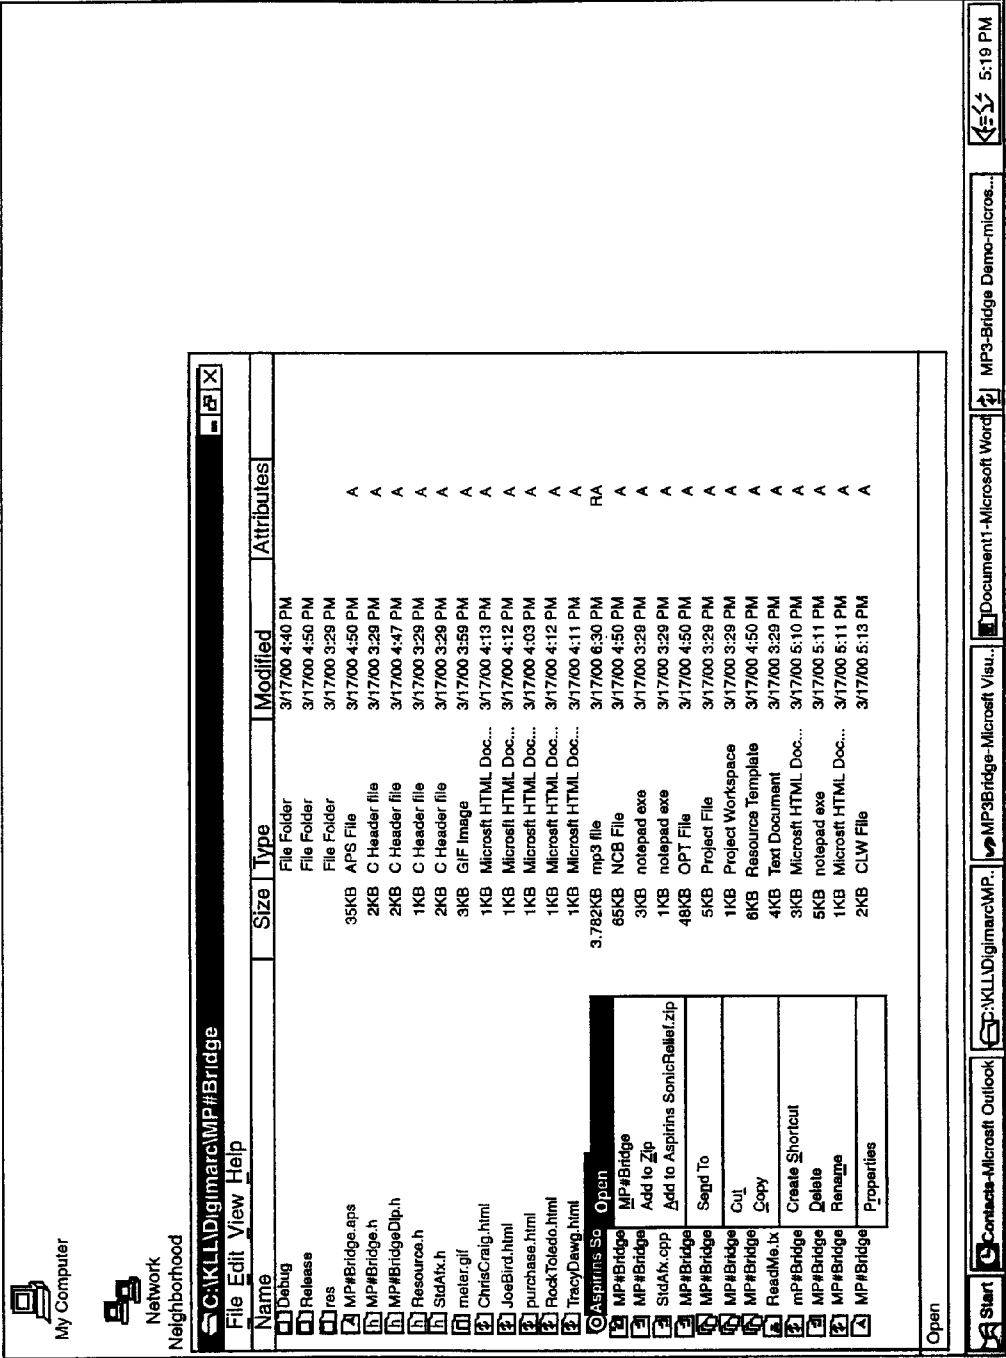 My Computer
Network
Neighborhood
C:\KLL\Digimarc\MP#Bridge
File Edit View Help
Name Size Type Modified Attributes
Debug File Folder 3/17/00 4:40 PM
Release File Folder 3/17/00 4:50 PM
res File Folder 3/17/00 3:29 PM
MP#Bridge.aps 35KB APS File 3/17/00 4:50 PM A
MP#Bridge.h 2KB C Header file 3/17/00 3:29 PM A
MP#BridgeDlp.h 2KB C Header file 3/17/00 4:47 PM A
Resource.h 1KB C Header file 3/17/00 3:29 PM A
StdAfx.h 2KB C Header file 3/17/00 3:29 PM A
meter.gif 3KB GIF Image 3/17/00 3:59 PM A
ChrisCraig.html 1KB Microsft HTML Doc... 3/17/00 4:13 PM A
JoeBird.html 1KB Microsft HTML Doc... 3/17/00 4:12 PM A
purchase.html 1KB Microsft HTML Doc... 3/17/00 4:03 PM A
RockToledo.html 1KB Microsft HTML Doc... 3/17/00 4:12 PM A
TracyDawg.html 1KB Microsft HTML Doc... 3/17/00 4:11 PM A
Aspirins So Open 3.782KB mp3 file 3/17/00 6:30 PM RA
MP#Bridge MP#Bridge 65KB NCB File 3/17/00 4:50 PM A
MP#Bridge Add to Zip 3KB notepad exe 3/17/00 3:29 PM A
StdAfx.cpp Add to Aspirins SonicRelief.zip 1KB notepad exe 3/17/00 3:29 PM A
MP#Bridge 48KB OPT File 3/17/00 4:50 PM A
MP#Bridge Send To 5KB Project File 3/17/00 3:29 PM A
MP#Bridge Cut 1KB Project Workspace 3/17/00 3:29 PM A
MP#Bridge Copy 6KB Resource Template 3/17/00 4:50 PM A
ReadMe.tx 4KB Text Document 3/17/00 3:29 PM A
mP#Bridge Create Shortcut 3KB Microsft HTML Doc... 3/17/00 5:10 PM A
MP#Bridge Delete 5KB notepad exe 3/17/00 5:11 PM A
MP#Bridge Rename 1KB Microsft HTML Doc... 3/17/00 5:11 PM A
MP#Bridge Properties 2KB CLW File 3/17/00 5:13 PM A
Open
Start Contacts-Microsft Outlook C:\KLL\Digimarc\MP.. MP3Bridge-Microsft Visu... Document1-Microsoft Word MP3-Bridge Demo-micros... 5:19 PM